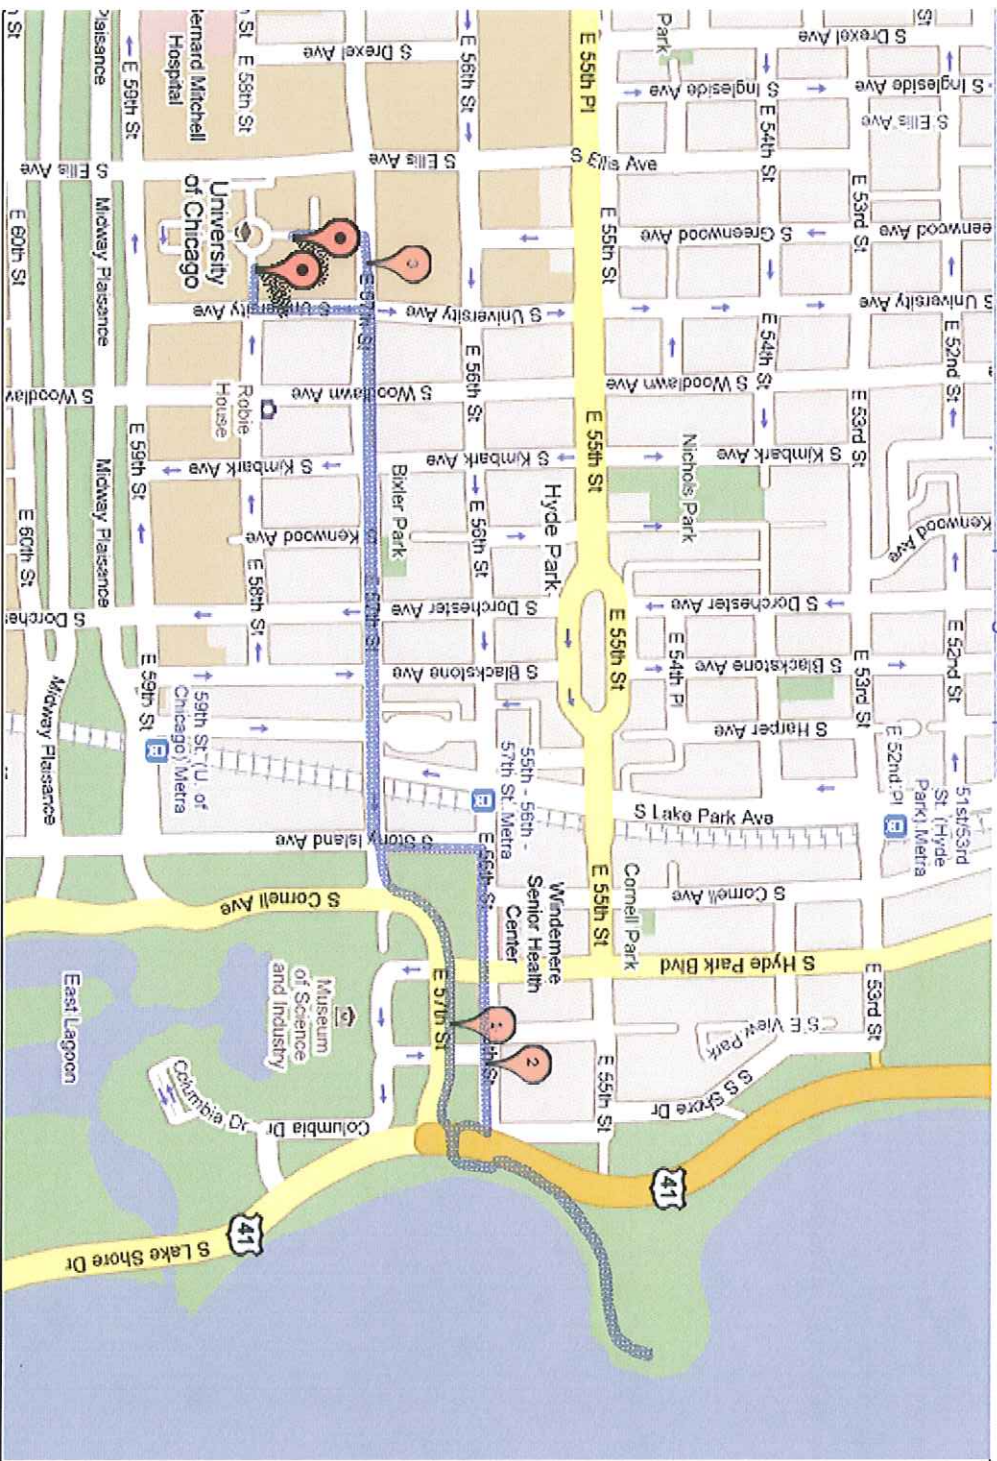 S Drexel Ave
S Drexel Ave
St
Park
S Ingleside Ave
S Ingleside Ave
S Ellis Ave
E 54th St
E 55th Pl
E 56th St
E 58th St
E 59th St
Plaisance
Bernard Mitchell
Hospital
S Ellis Ave
S Ellis Ave
S Ellis Ave
E 53rd St
E 55th St
S Greenwood Ave
Greenwood Ave
University
of Chicago
Midway Plaisance
E 60th St
S University Ave
S University Ave
S University Ave
E 57th St
E 52nd St
E 54th St
E 56th St
S Woodlawn Ave
S Woodlawn Ave
S Woodlawn
Robie
House
E 53rd St
E 55th St
S Kimbark Ave
S Kimbark Ave
S Kimbark Ave
E 59th St
Midway Plaisance
Nichols Park
Bixler Park
Hyde Park
E 56th St
Kenwood Ave
Kenwood Ave
E 60th St
E 58th St
S Dorchester Ave
S Dorchester Ave
S Dorches
E 55th St
E 54th Pl
E 52nd St
E 53rd St
S Blackstone Ave
S Blackstone Ave
E 59th St
Midway Plaisance
S Harper Ave
E 52nd Pl
59th St. (U. of
Chicago) Metra
55th - 56th -
57th St. Metra
51st/53rd
St. (Hyde
Park) Metra
S Lake Park Ave
S Stony Island Ave
E 56th St
S Cornell Ave
S Cornell Ave
Cornell Park
E 55th St
Windemere
Senior Health
Center
S Hyde Park Blvd
E 53rd St
E 57th St
Museum
of Science
and Industry
East Lagoon
S E View
Park
2
E 55th St
S S Shore Dr
Columbia Dr
Columbia Dr
41
41
S Lake Shore Dr